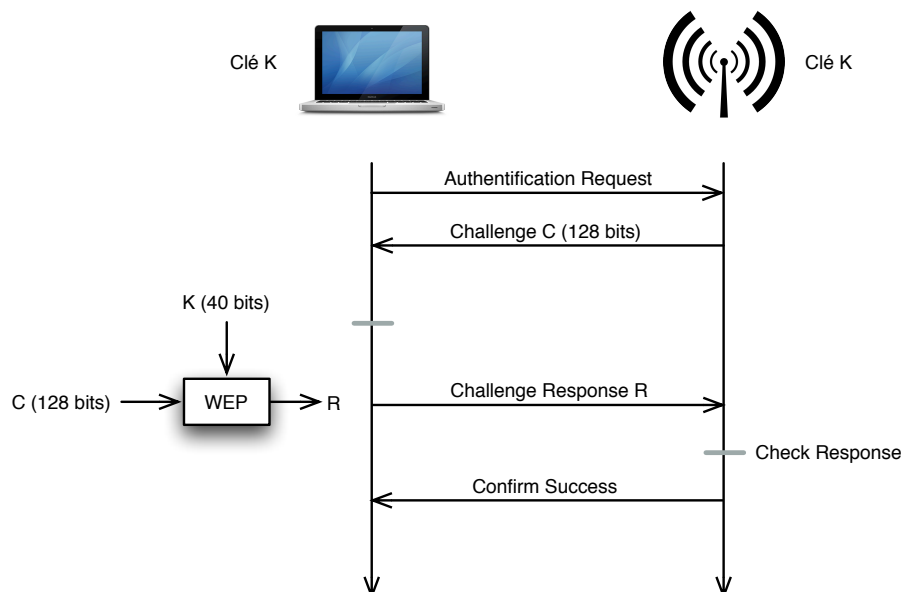 Clé K
Clé K
Authentification Request
Challenge C (128 bits)
K (40 bits)
C (128 bits)
WEP
R
Challenge Response R
Check Response
Confirm Success